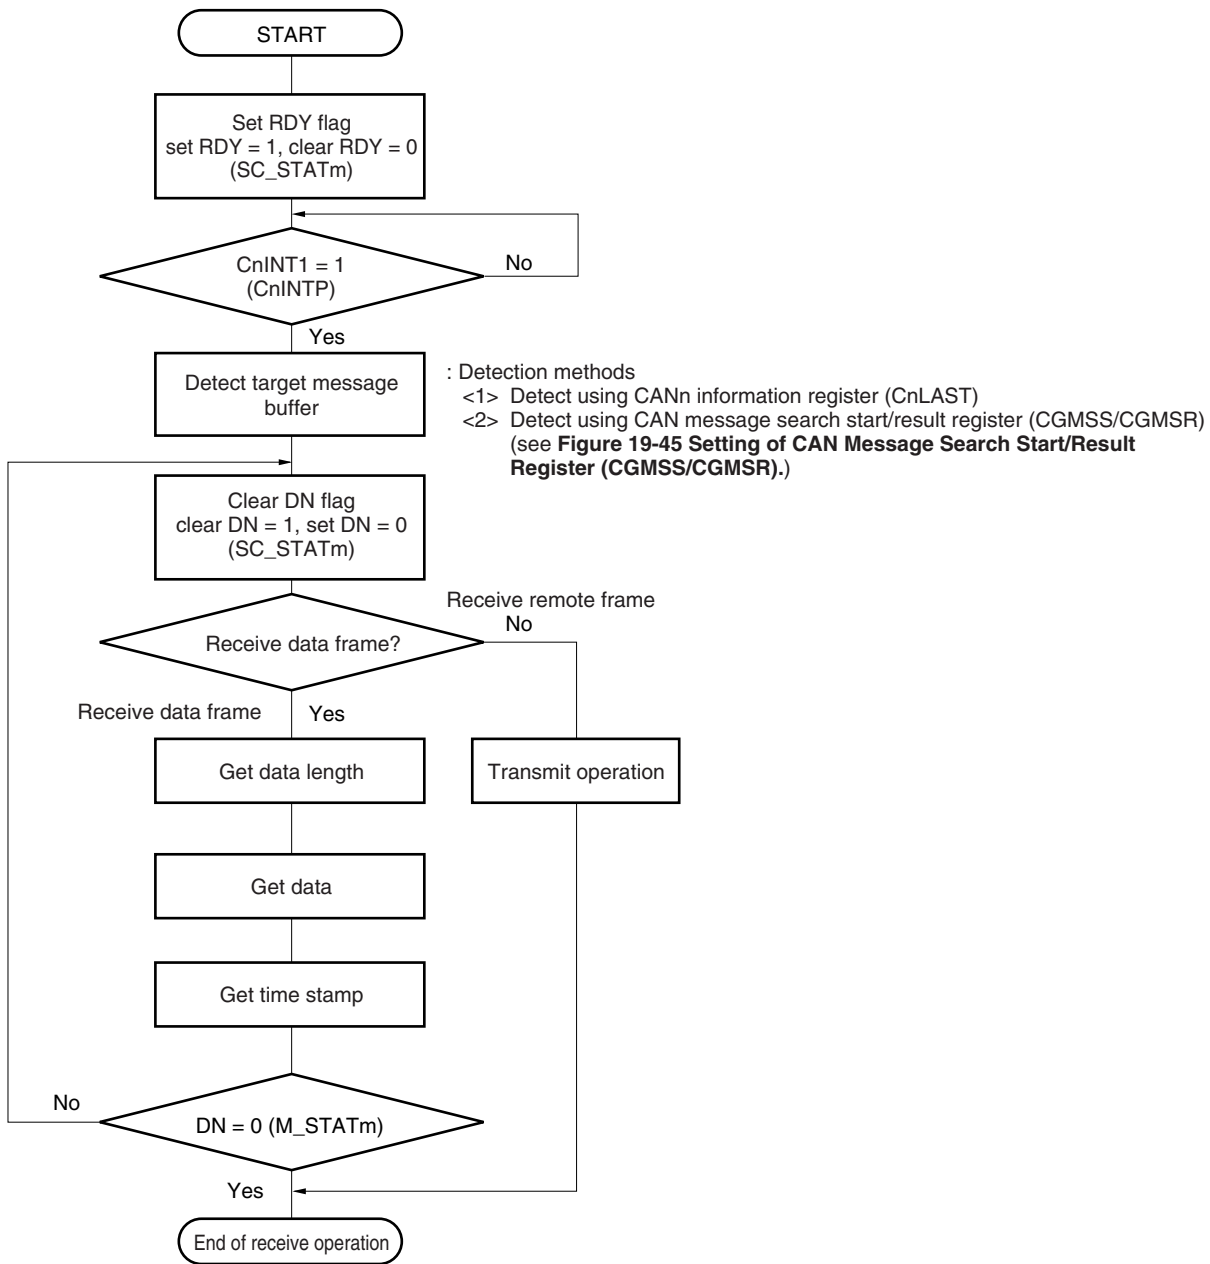 START
Set RDY flag
set RDY = 1, clear RDY = 0
(SC_STATm)
CnINT1 = 1
(CnINTP)
No
Yes
Detect target message
buffer
: Detection methods
<1> Detect using CANn information register (CnLAST)
<2> Detect using CAN message search start/result register (CGMSS/CGMSR)
(see Figure 19-45 Setting of CAN Message Search Start/Result
Register (CGMSS/CGMSR).)
Clear DN flag
clear DN = 1, set DN = 0
(SC_STATm)
Receive remote frame
No
Receive data frame?
Receive data frame
Yes
Get data length
Transmit operation
Get data
Get time stamp
No
DN = 0 (M_STATm)
Yes
End of receive operation